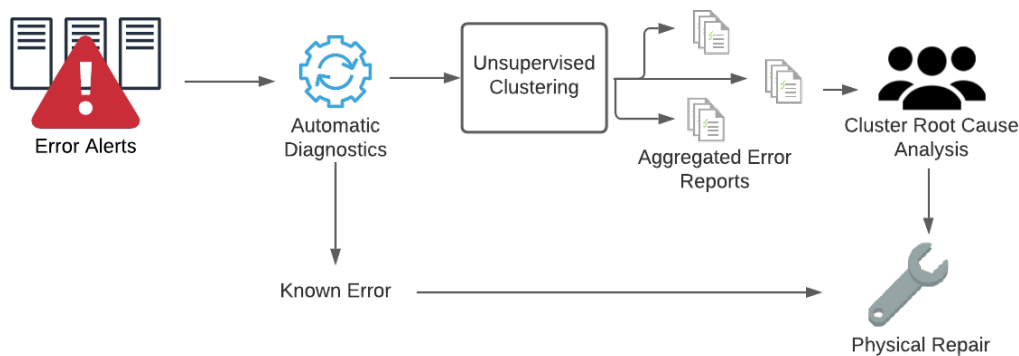 Error Alerts
Automatic
Diagnostics
Unsupervised
Clustering
Aggregated Error
Reports
Cluster Root Cause
Analysis
Known Error
Physical Repair